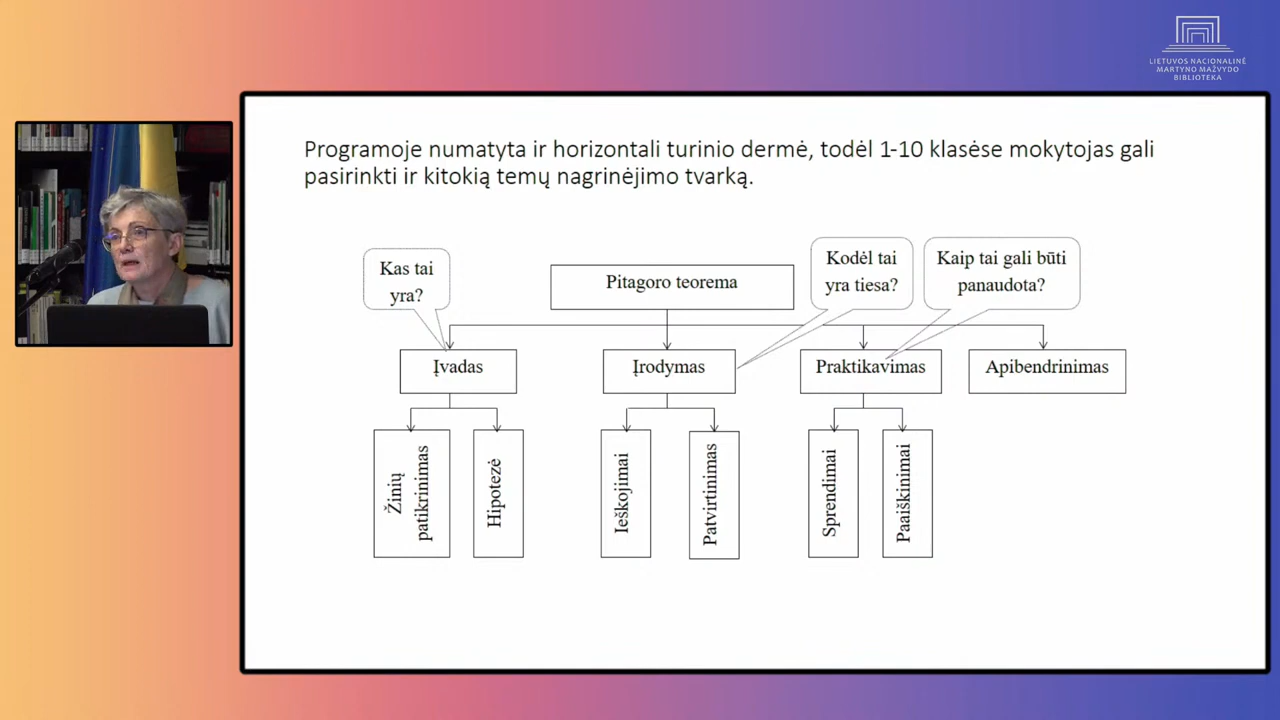 LIETUVOS NACIONALINĖ
MARTYNO MAŽVYDO
BIBLIOTEKA
Programoje numatyta ir horizontali turinio dermė, todėl 1-10 klasėse mokytojas gali
pasirinkti ir kitokią temų nagrinėjimo tvarką.
Kas tai
yra?
Pitagoro teorema
Kodėl tai
yra tiesa?
Kaip tai gali būti
panaudota?
Įvadas
Įrodymas
Praktikavimas
Apibendrinimas
Žinių
patikrinimas
Hipotezė
Ieškojimai
Patvirtinimas
Sprendimai
Paaiškinimai